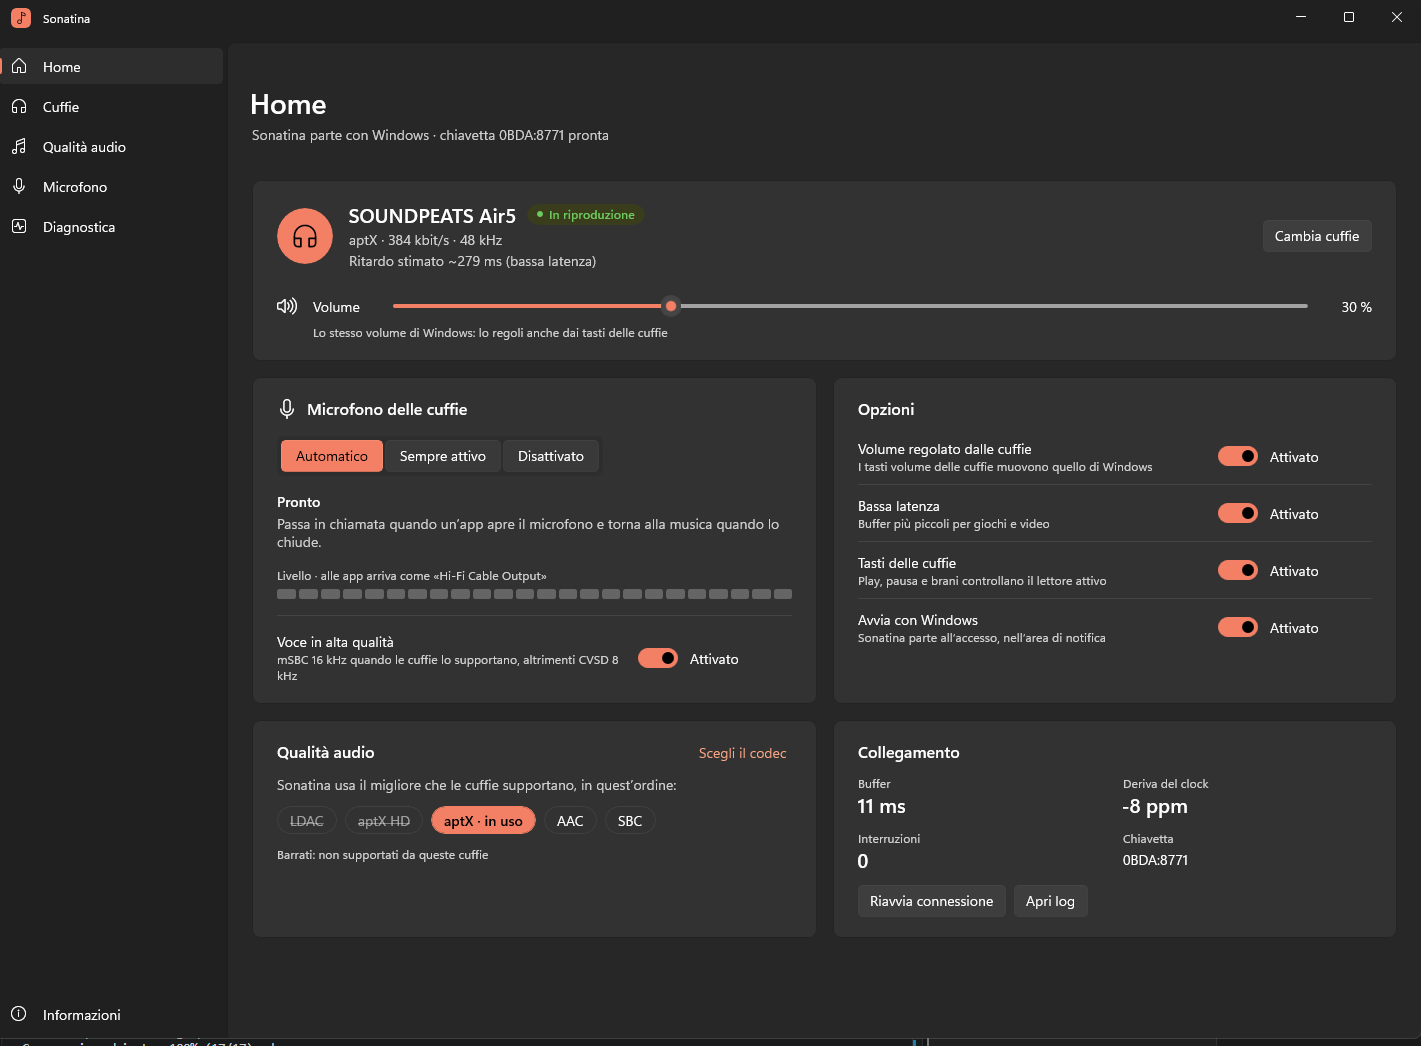 Sonatina
Home
Cuffie
Qualità audio
Microfono
Diagnostica
Informazioni
Home
Sonatina parte con Windows · chiavetta 0BDA:8771 pronta
SOUNDPEATS Air5
In riproduzione
aptX · 384 kbit/s · 48 kHz
Ritardo stimato ~279 ms (bassa latenza)
Cambia cuffie
Volume
30 %
Lo stesso volume di Windows: lo regoli anche dai tasti delle cuffie
Microfono delle cuffie
Automatico
Sempre attivo
Disattivato
Pronto
Passa in chiamata quando un’app apre il microfono e torna alla musica quando lo
chiude.
Livello · alle app arriva come «Hi-Fi Cable Output»
Voce in alta qualità
mSBC 16 kHz quando le cuffie lo supportano, altrimenti CVSD 8
kHz
Attivato
Opzioni
Volume regolato dalle cuffie
I tasti volume delle cuffie muovono quello di Windows
Attivato
Bassa latenza
Buffer più piccoli per giochi e video
Attivato
Tasti delle cuffie
Play, pausa e brani controllano il lettore attivo
Attivato
Avvia con Windows
Sonatina parte all’accesso, nell’area di notifica
Attivato
Qualità audio
Scegli il codec
Sonatina usa il migliore che le cuffie supportano, in quest’ordine:
LDAC
aptX HD
aptX · in uso
AAC
SBC
Barrati: non supportati da queste cuffie
Collegamento
Buffer
11 ms
Deriva del clock
-8 ppm
Interruzioni
0
Chiavetta
0BDA:8771
Riavvia connessione
Apri log